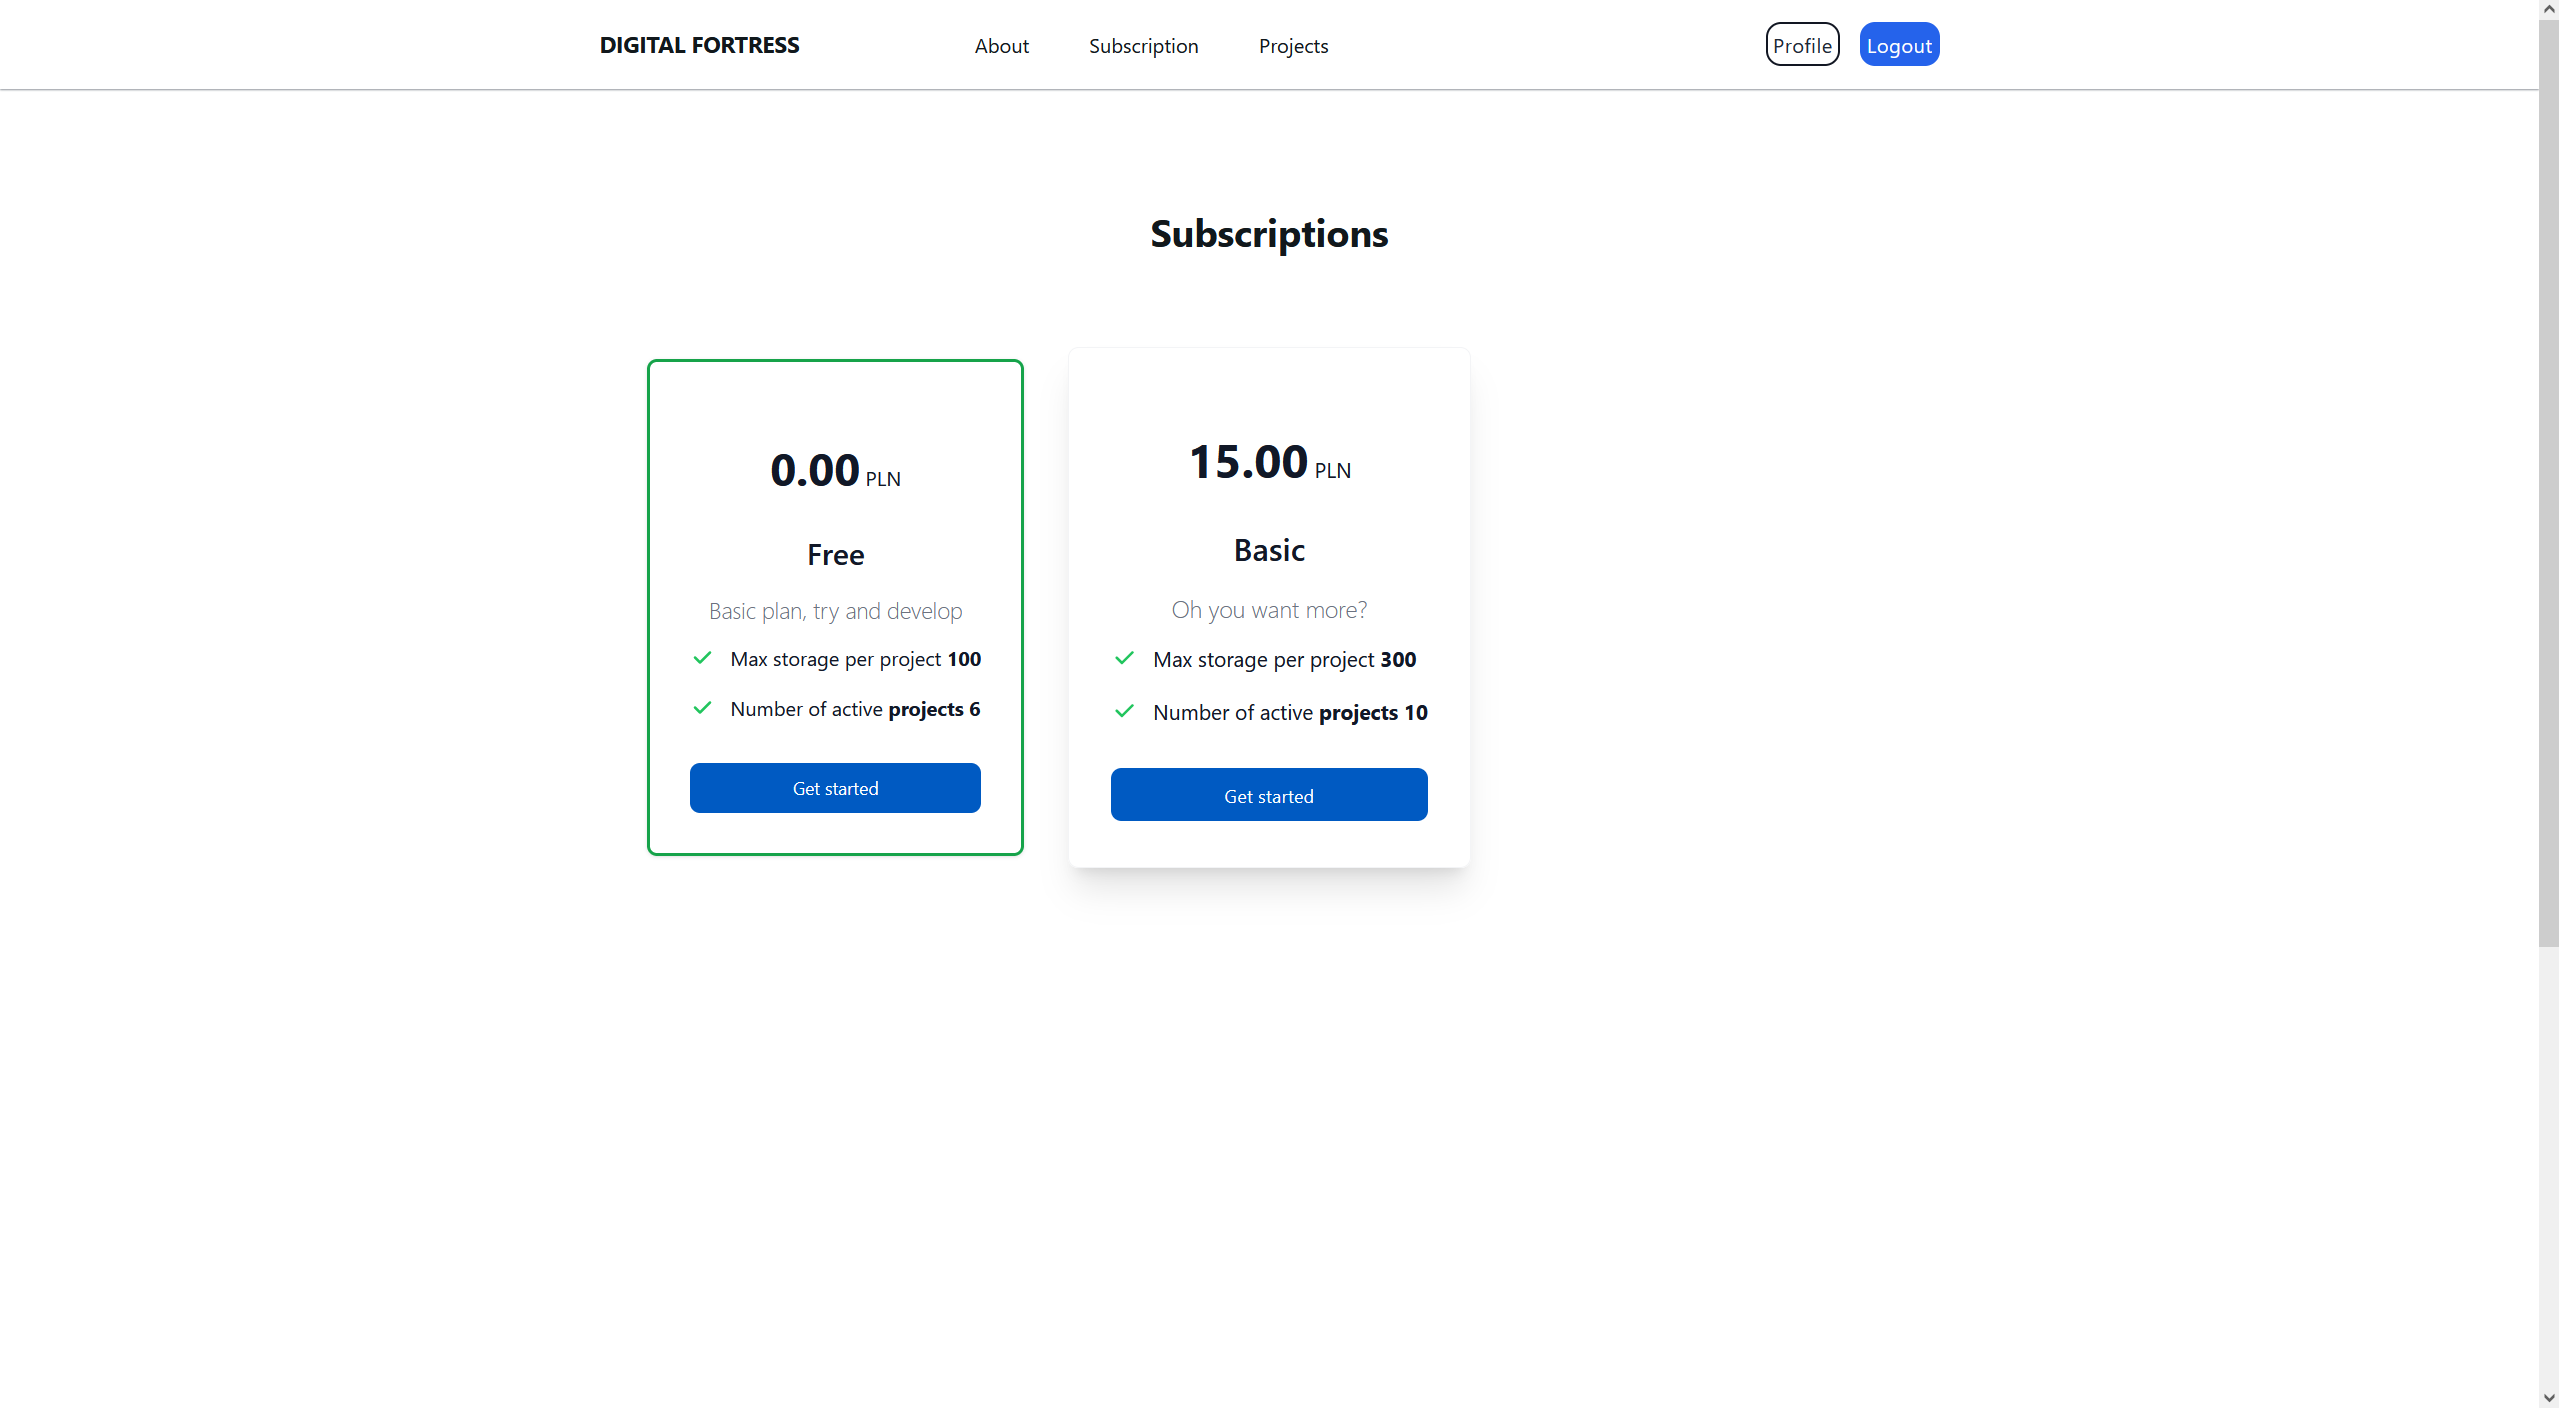 DIGITAL FORTRESS
About
Subscription
Projects
Profile
Logout
Subscriptions
0.00 PLN
Free
Basic plan, try and develop
Max storage per project 100
Number of active projects 6
Get started
15.00 PLN
Basic
Oh you want more?
Max storage per project 300
Number of active projects 10
Get started